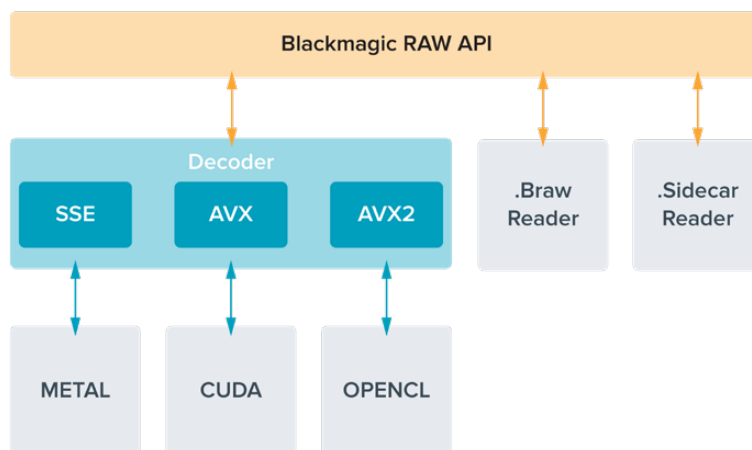 Blackmagic RAW API
Decoder
SSE
AVX
AVX2
.Braw
Reader
.Sidecar
Reader
METAL
CUDA
OPENCL